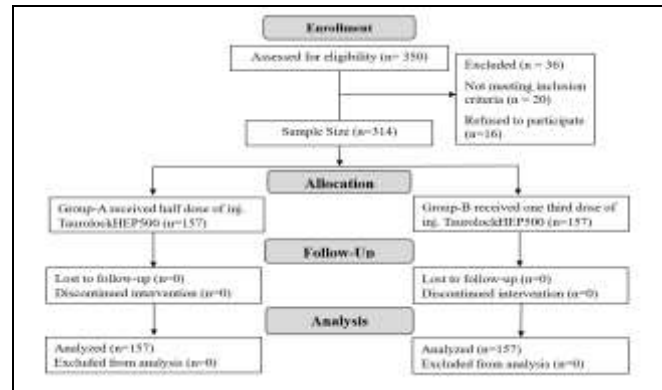 Enrollment
Assessed for eligibility (n= 350)
Excluded (n = 36)
Not meeting inclusion
criteria (n = 20)
Refused to participate
(n=16)
Sample Size (n=314)
Allocation
Group-A received half dose of inj.
TaurolockHEP500 (n=157)
Group-B received one third dose of
inj. TaurolockHEP500 (n=157)
Follow-Up
Lost to follow-up (n=0)
Discontinued intervention (n=0)
Lost to follow-up (n=0)
Discontinued intervention (n=0)
Analysis
Analyzed (n=157)
Excluded from analysis (n=0)
Analyzed (n=157)
Excluded from analysis (n=0)